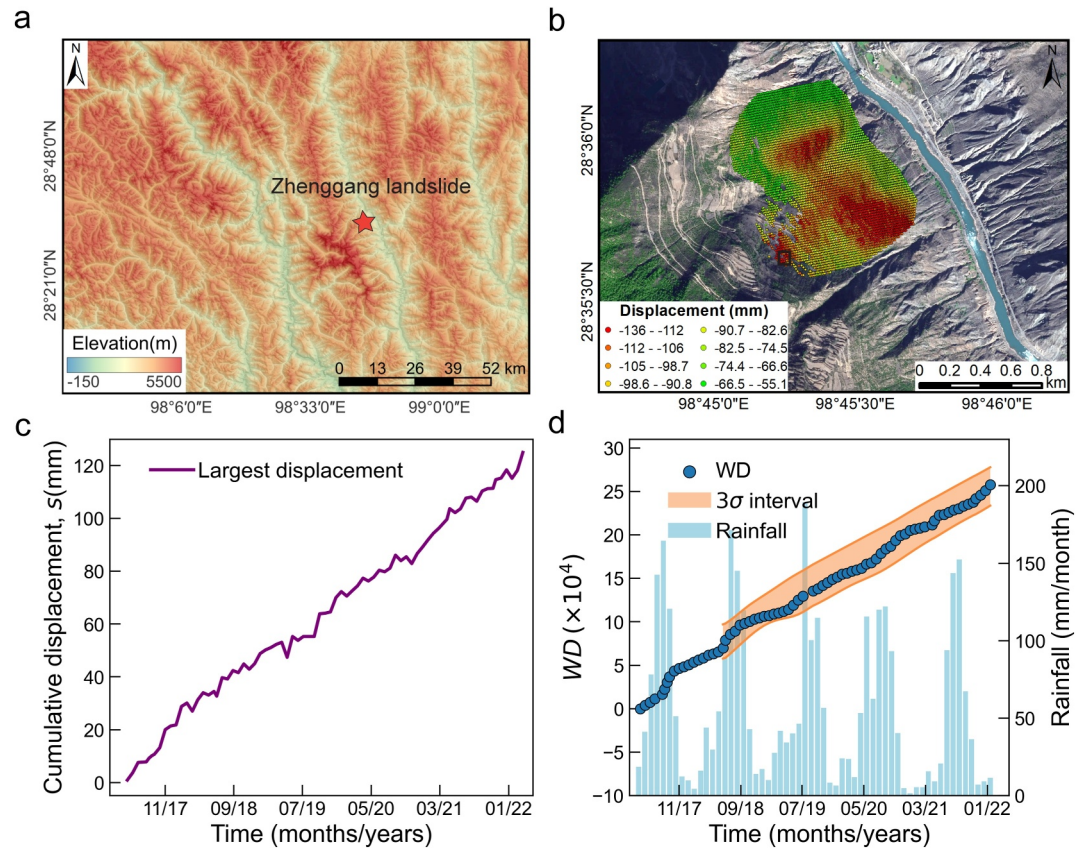 a
N
28°48'0"N
28°21'0"N
Zhenggang landslide
Elevation(m)
-150 5500
0 13 26 39 52 km
98°6'0"E 98°33'0"E 99°0'0"E
b
N
28°36'0"N
28°35'30"N
Displacement (mm)
-136 - -112 -90.7 - -82.6
-112 - -106 -82.5 - -74.5
-105 - -98.7 -74.4 - -66.6
-98.6 - -90.8 -66.5 - -55.1
0 0.2 0.4 0.6 0.8
km
98°45'0"E 98°45'30"E 98°46'0"E
c
Cumulative displacement, s(mm)
120
100
80
60
40
20
0
Largest displacement
11/17 09/18 07/19 05/20 03/21 01/22
Time (months/years)
d
WD (×10⁴)
30
25
20
15
10
5
0
−5
−10
WD
3σ interval
Rainfall
200
150
100
50
0
Rainfall (mm/month)
11/17 09/18 07/19 05/20 03/21 01/22
Time (months/years)